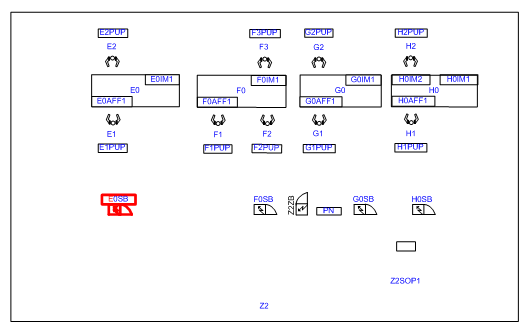 E2PUP F3PUP G2PUP H2PUP
E2 F3 G2 H2
E0IM1 F0IM1 G0IM1 H0IM2 H0IM1
E0 F0 G0 H0
E0AFF1 F0AFF1 G0AFF1 H0AFF1
E1 F1 F2 G1 H1
E1PUP F1PUP F2PUP G1PUP H1PUP
E0SB F0SB Z2ZB G0SB H0SB
PN
Z2SOP1
Z2